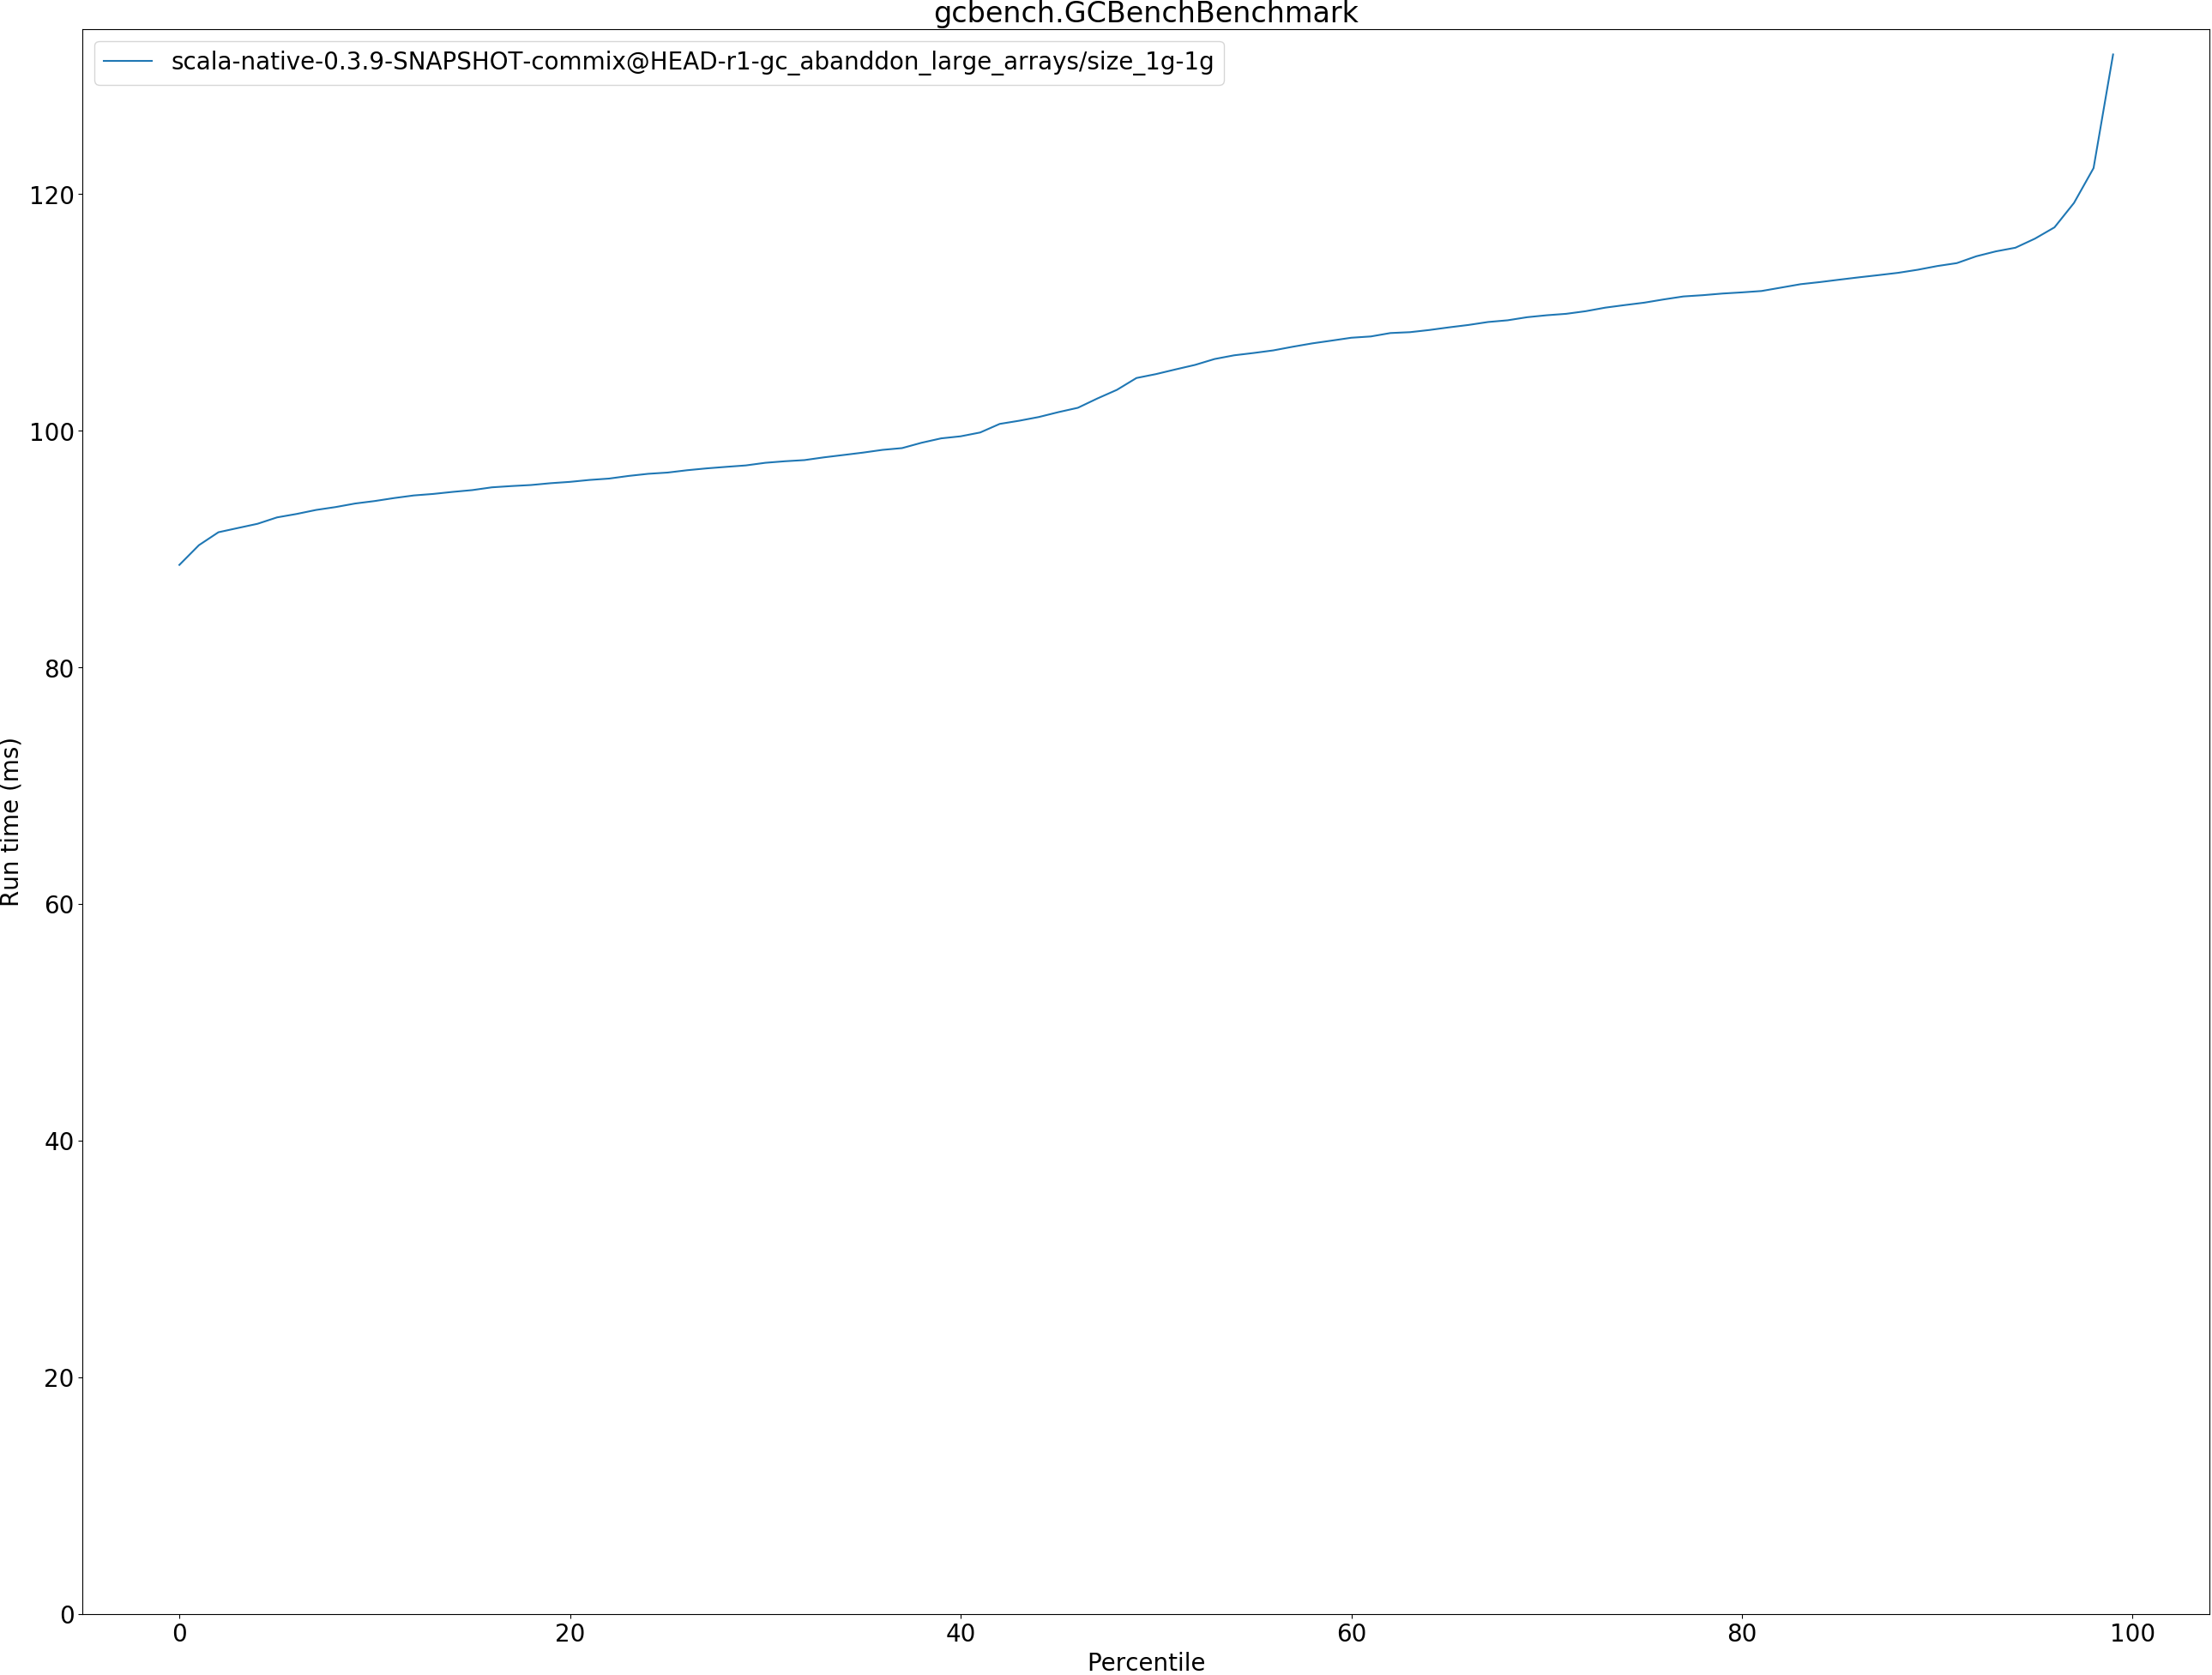 gcbench.GCBenchBenchmark
scala-native-0.3.9-SNAPSHOT-commix@HEAD-r1-gc_abanddon_large_arrays/size_1g-1g
120
100
80
60
40
20
0
Run time (ms)
0 20 40 60 80 100
Percentile